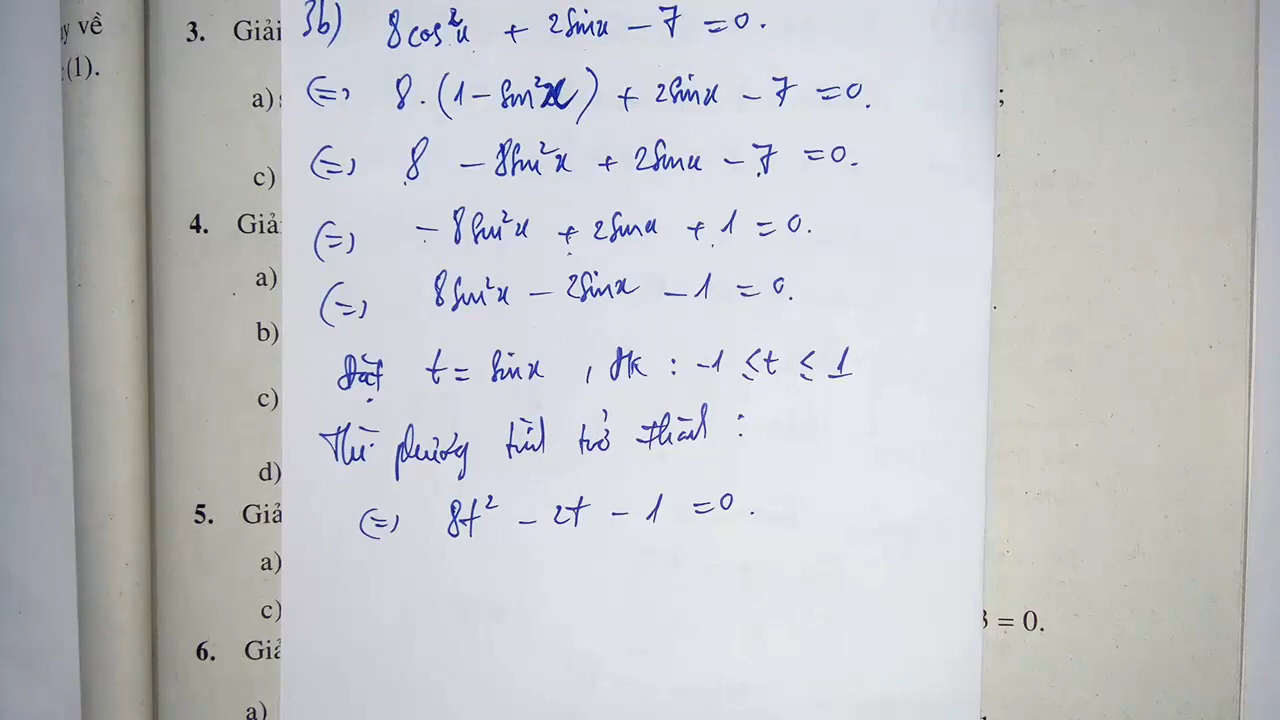 uy về
(1).
3. Giải
a)
c)
4. Giả
a)
b)
c)
d)
5. Giả
a)
c)
6. Giả
a)
3b) 8cos²x + 2sinx - 7 = 0.
(=) 8.(1 - sin²x) + 2sinx - 7 = 0.
(=) 8 - 8sin²x + 2sinx - 7 = 0.
(=) - 8sin²x + 2sinx + 1 = 0.
(=) 8sin²x - 2sinx - 1 = 0.
Đặt t = sinx , đk : -1 ≤ t ≤ 1
Thì phương trình trở thành :
(=) 8t² - 2t - 1 = 0.
;
3 = 0.